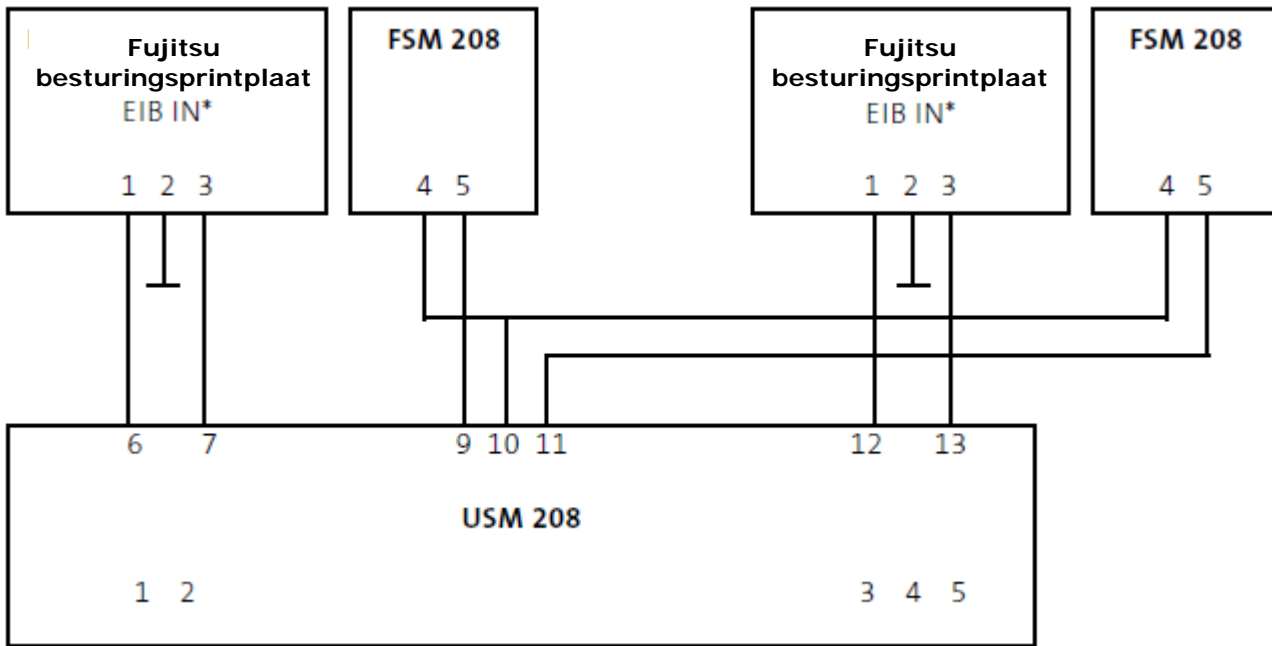 Fujitsu
besturingsprintplaat
EIB IN*
1 2 3
FSM 208
4 5
Fujitsu
besturingsprintplaat
EIB IN*
1 2 3
FSM 208
4 5
6 7 9 10 11 12 13
USM 208
1 2 3 4 5